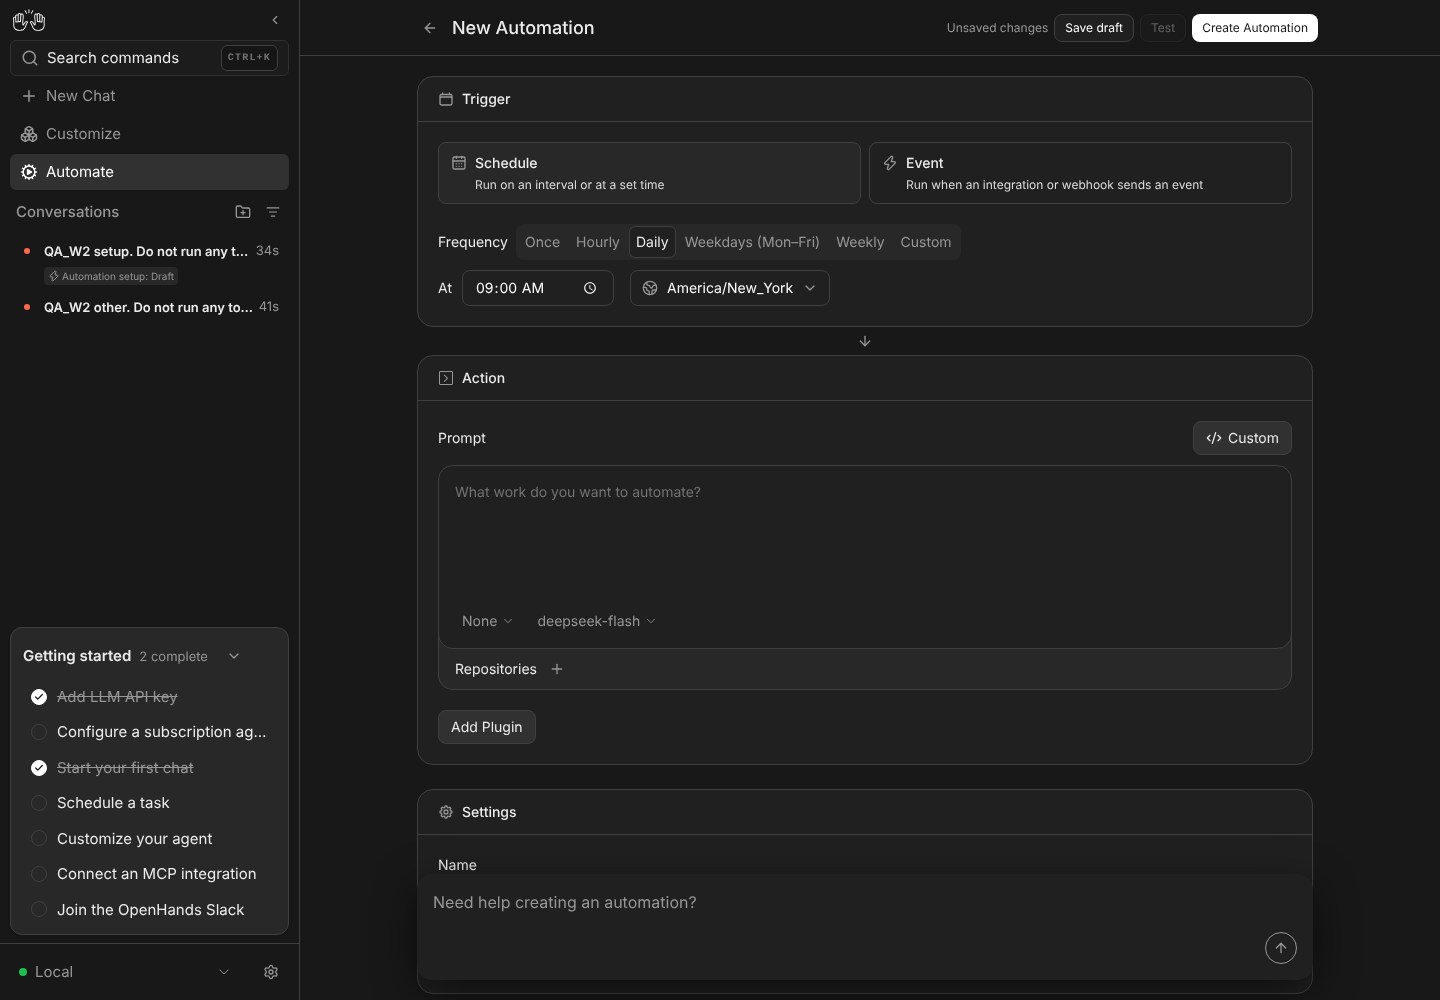 New Automation
Unsaved changes
Save draft
Test
Create Automation
Search commands
CTRL+K
New Chat
Customize
Automate
Conversations
QA_W2 setup. Do not run any t... 34s
Automation setup: Draft
QA_W2 other. Do not run any to... 41s
Getting started 2 complete
Add LLM API key
Configure a subscription ag...
Start your first chat
Schedule a task
Customize your agent
Connect an MCP integration
Join the OpenHands Slack
Local
Trigger
Schedule
Run on an interval or at a set time
Event
Run when an integration or webhook sends an event
Frequency Once Hourly Daily Weekdays (Mon–Fri) Weekly Custom
At 09:00 AM America/New_York
Action
Prompt
Custom
What work do you want to automate?
None deepseek-flash
Repositories
Add Plugin
Settings
Name
Need help creating an automation?